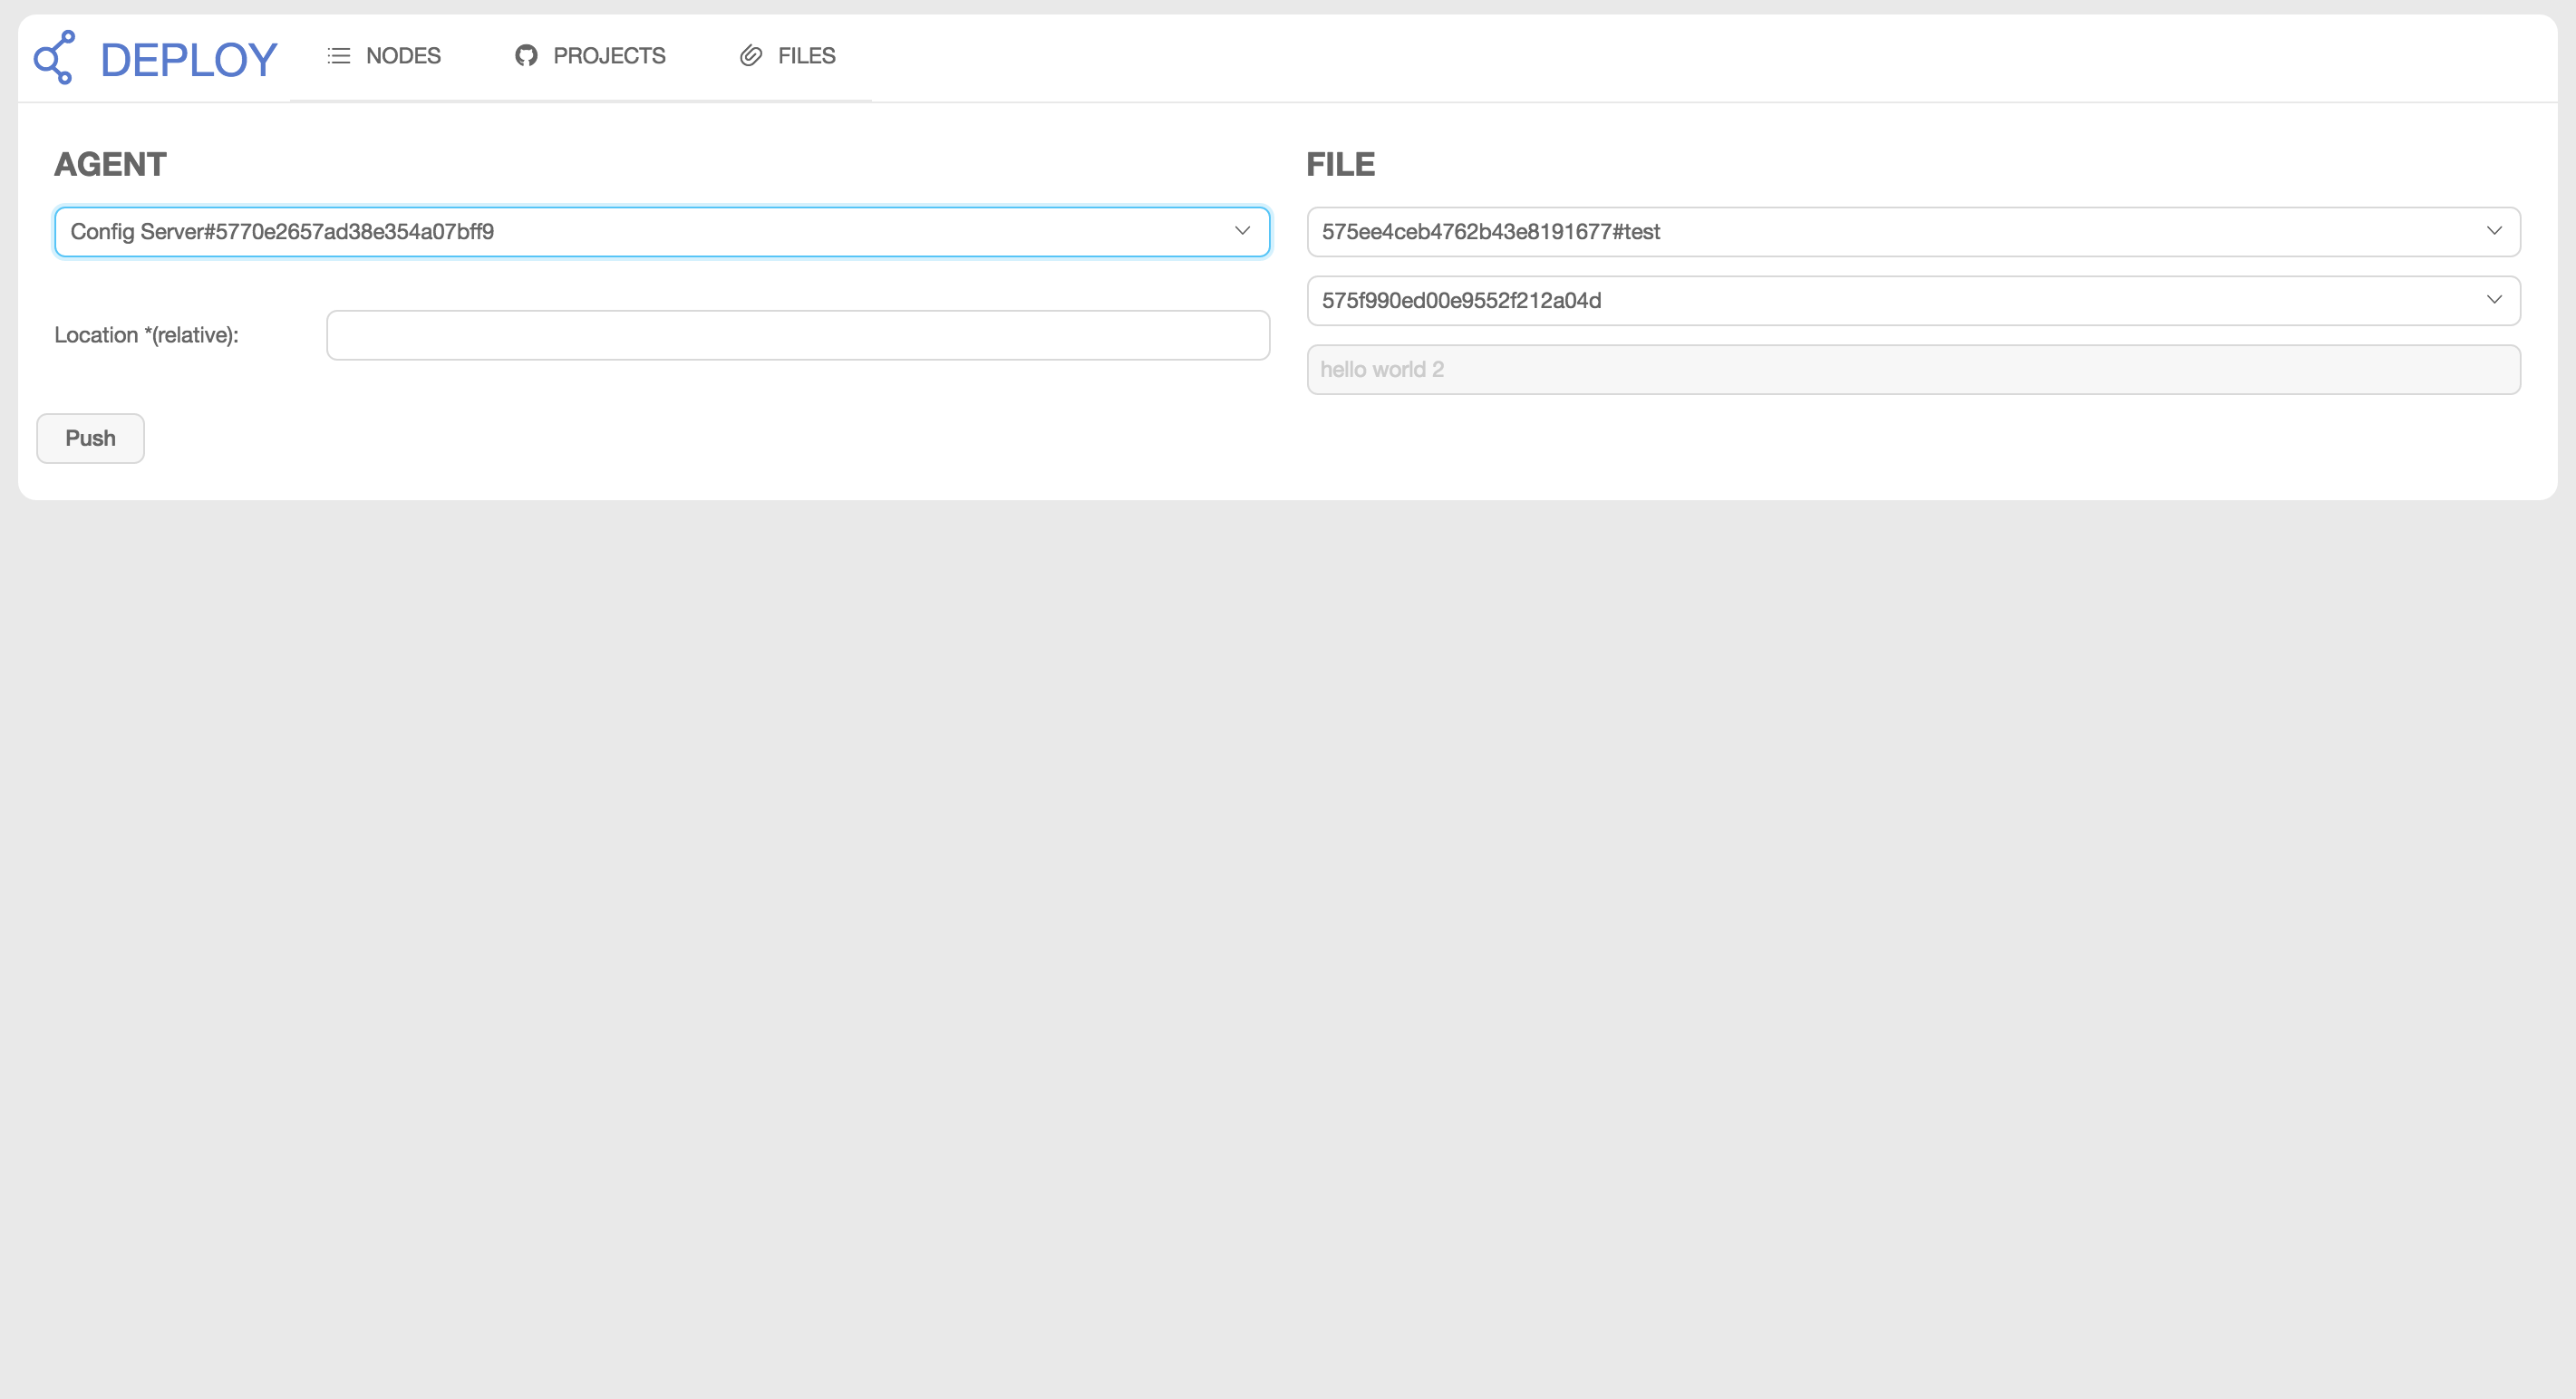 DEPLOY NODES PROJECTS FILES
AGENT
Config Server#5770e2657ad38e354a07bff9
Location *(relative):
Push
FILE
575ee4ceb4762b43e8191677#test
575f990ed00e9552f212a04d
hello world 2